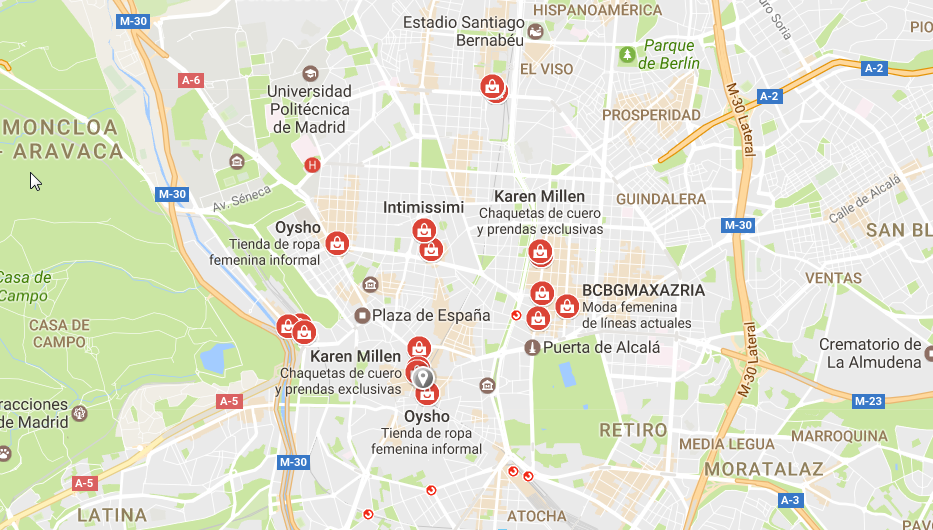 HISPANOAMÉRICA
M-30
Estadio Santiago
Bernabéu
Parque
de Berlín
EL VISO
A-2
A-6
Universidad
Politécnica
de Madrid
A-2
M-30 Lateral
PROSPERIDAD
MONCLOA
- ARAVACA
H
M-30
Av. Séneca
Karen Millen
Chaquetas de cuero
y prendas exclusivas
GUINDALERA
Calle de Alcalá
Intimissimi
Oysho
Tienda de ropa
femenina informal
M-30
SAN BL
Casa de
Campo
VENTAS
BCBGMAXAZRIA
Moda femenina
de líneas actuales
Plaza de España
CASA DE
CAMPO
Puerta de Alcalá
Crematorio de
La Almudena
Karen Millen
Chaquetas de cuero
y prendas exclusivas
M-30 Lateral
A-5
M-23
racciones
de Madrid
Oysho
Tienda de ropa
femenina informal
RETIRO
MEDIA LEGUA
MARROQUINA
M-30
MORATALAZ
A-5
A-3
LATINA
ATOCHA